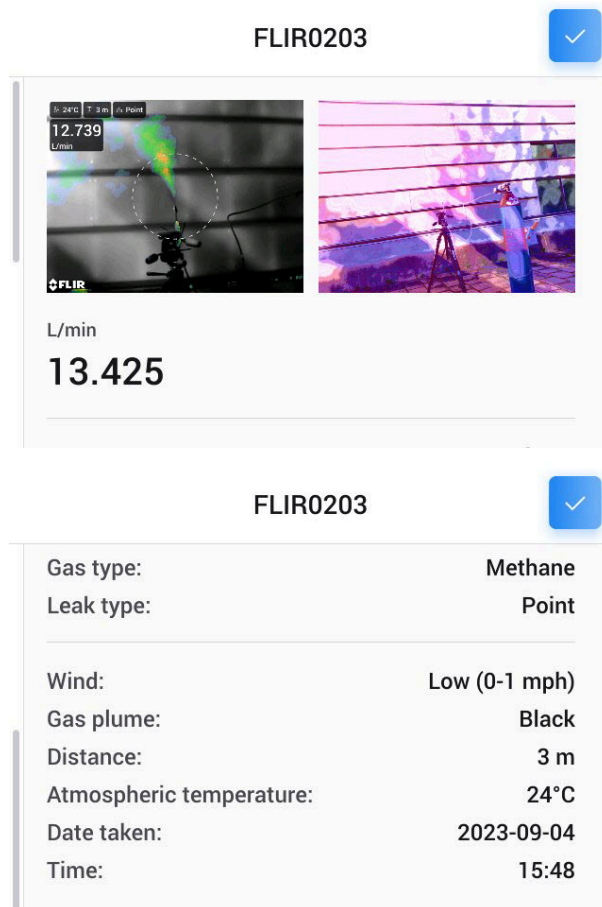 FLIR0203
24°C T 3 m Point
12.739
L/min
FLIR
L/min
13.425
FLIR0203
Gas type: Methane
Leak type: Point
Wind: Low (0-1 mph)
Gas plume: Black
Distance: 3 m
Atmospheric temperature: 24°C
Date taken: 2023-09-04
Time: 15:48